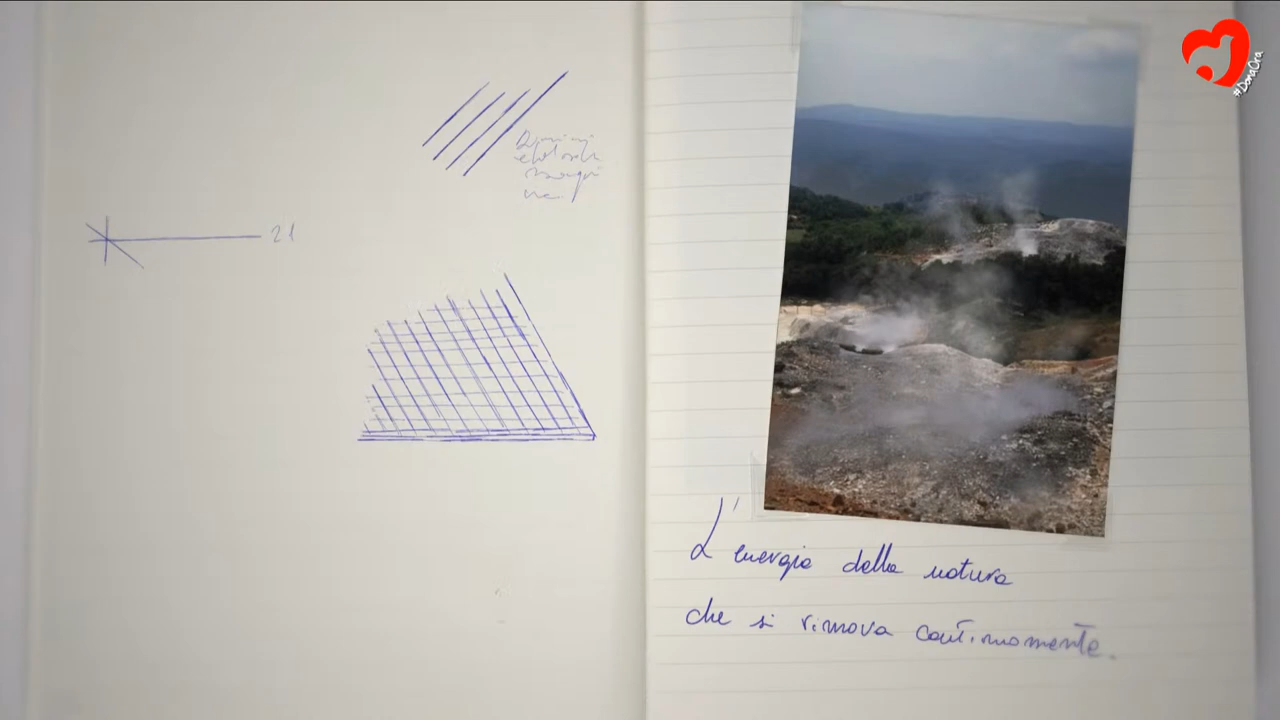 21
#DonaOra
L'energia della natura
che si rinnova continuamente.